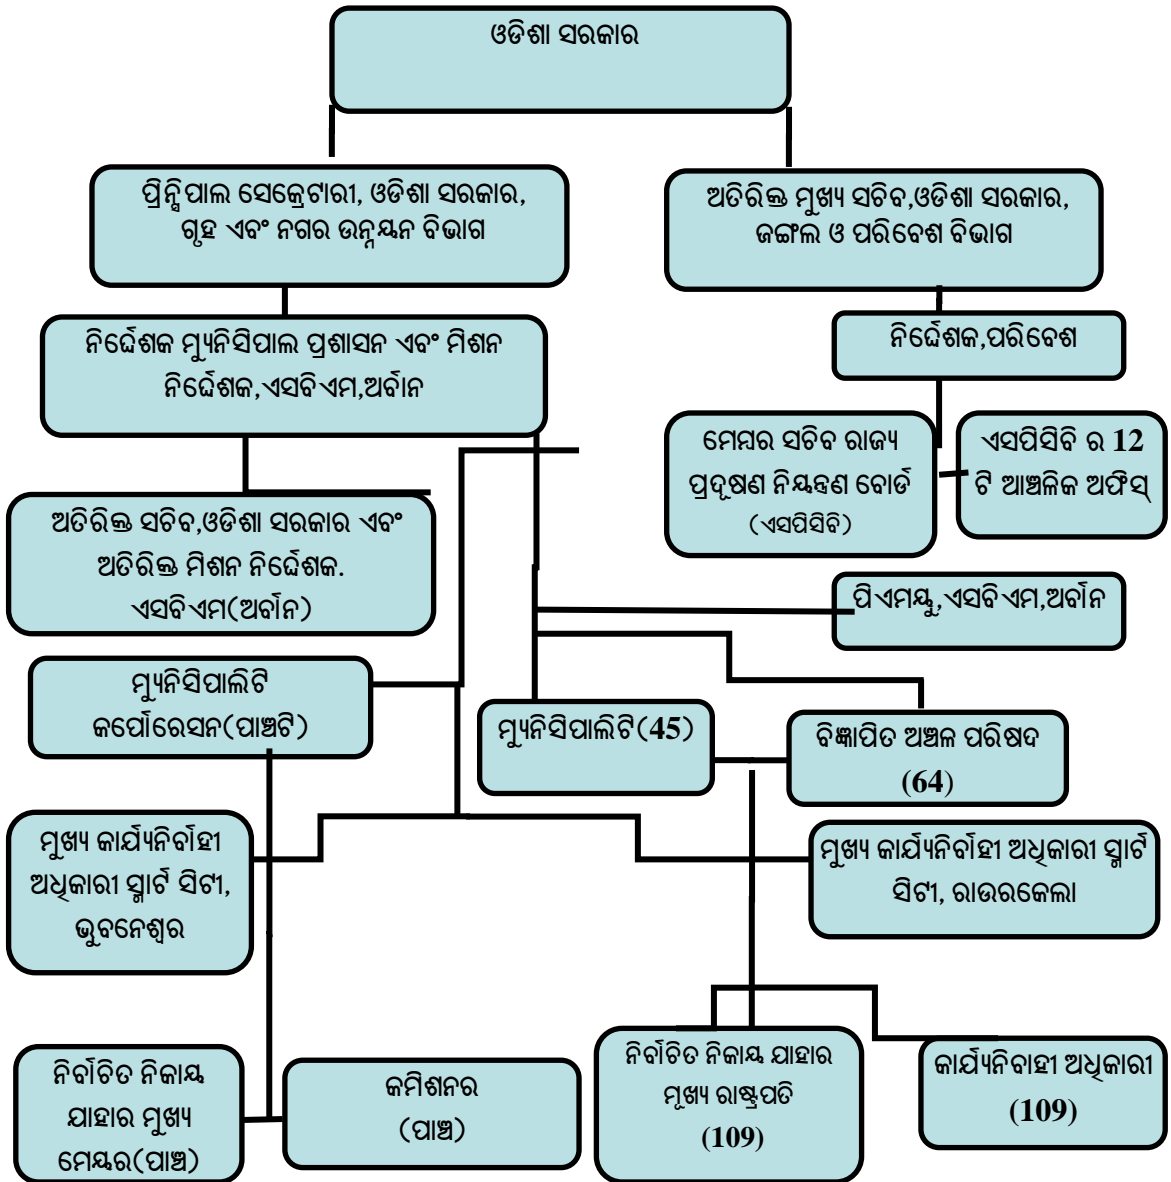 ଓଡିଶା ସରକାର
ପ୍ରିନ୍ସିପାଲ ସେକ୍ରେଟାରୀ, ଓଡିଶା ସରକାର,
ଗୃହ ଏବଂ ନଗର ଉନ୍ନୟନ ବିଭାଗ
ଅତିରିକ୍ତ ମୁଖ୍ୟ ସଚିବ,ଓଡିଶା ସରକାର,
ଜଙ୍ଗଲ ଓ ପରିବେଶ ବିଭାଗ
ନିର୍ଦ୍ଦେଶକ ମ୍ୟୁନିସିପାଲ ପ୍ରଶାସନ ଏବଂ ମିଶନ
ନିର୍ଦ୍ଦେଶକ,ଏସବିଏମ,ଅର୍ବାନ
ନିର୍ଦ୍ଦେଶକ,ପରିବେଶ
ମେମ୍ବର ସଚିବ ରାଜ୍ୟ
ପ୍ରଦୂଷଣ ନିୟନ୍ତ୍ରଣ ବୋର୍ଡ
(ଏସପିସିବି)
ଏସପିସିବି ର 12
ଟି ଆଞ୍ଚଳିକ ଅଫିସ୍
ଅତିରିକ୍ତ ସଚିବ,ଓଡିଶା ସରକାର ଏବଂ
ଅତିରିକ୍ତ ମିଶନ ନିର୍ଦ୍ଦେଶକ.
ଏସବିଏମ(ଅର୍ବାନ)
ପିଏମୟୁ,ଏସବିଏମ,ଅର୍ବାନ
ମ୍ୟୁନିସିପାଲିଟି
କର୍ପୋରେସନ(ପାଞ୍ଚଟି)
ମ୍ୟୁନିସିପାଲିଟି(45)
ବିଜ୍ଞାପିତ ଅଞ୍ଚଳ ପରିଷଦ
(64)
ମୁଖ୍ୟ କାର୍ଯ୍ୟନିର୍ବାହୀ
ଅଧିକାରୀ ସ୍ମାର୍ଟ ସିଟୀ,
ଭୁବନେଶ୍ୱର
ମୁଖ୍ୟ କାର୍ଯ୍ୟନିର୍ବାହୀ ଅଧିକାରୀ ସ୍ମାର୍ଟ
ସିଟୀ, ରାଉରକେଲା
ନିର୍ବାଚିତ ନିକାୟ
ଯାହାର ମୁଖ୍ୟ
ମେୟର(ପାଞ୍ଚ)
କମିଶନର
(ପାଞ୍ଚ)
ନିର୍ବାଚିତ ନିକାୟ ଯାହାର
ମୂଖ୍ୟ ରାଷ୍ଟ୍ରପତି
(109)
କାର୍ଯ୍ୟନିବାହୀ ଅଧିକାରୀ
(109)